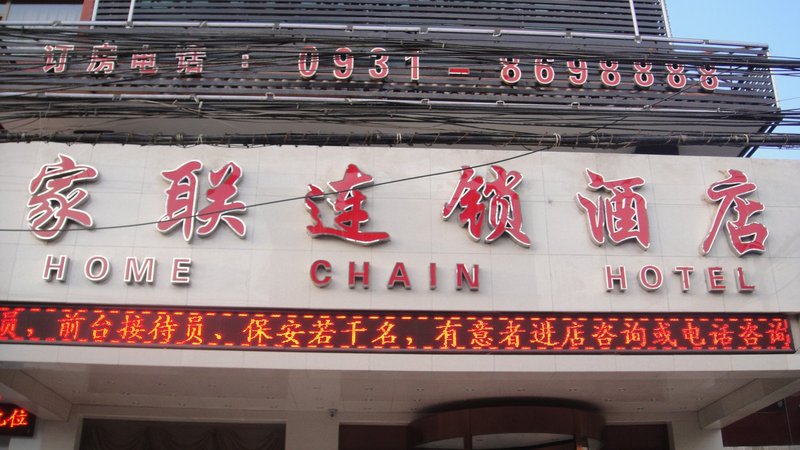 订房电话：0931-8698888
家联连锁酒店
HOME CHAIN HOTEL
员，前台接待员、保安若干名，有意者进店咨询或电话咨询
位